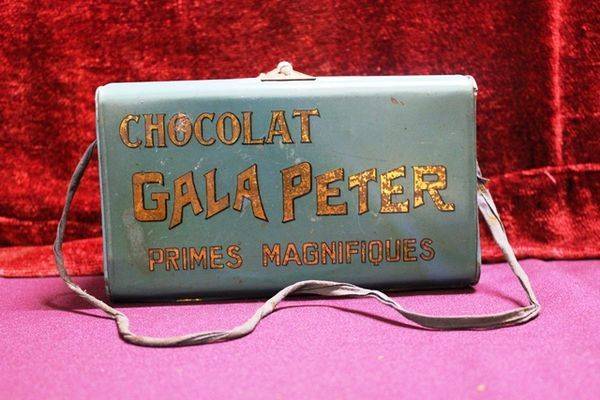 CHOCOLAT
GALA PETER
PRIMES MAGNIFIQUES